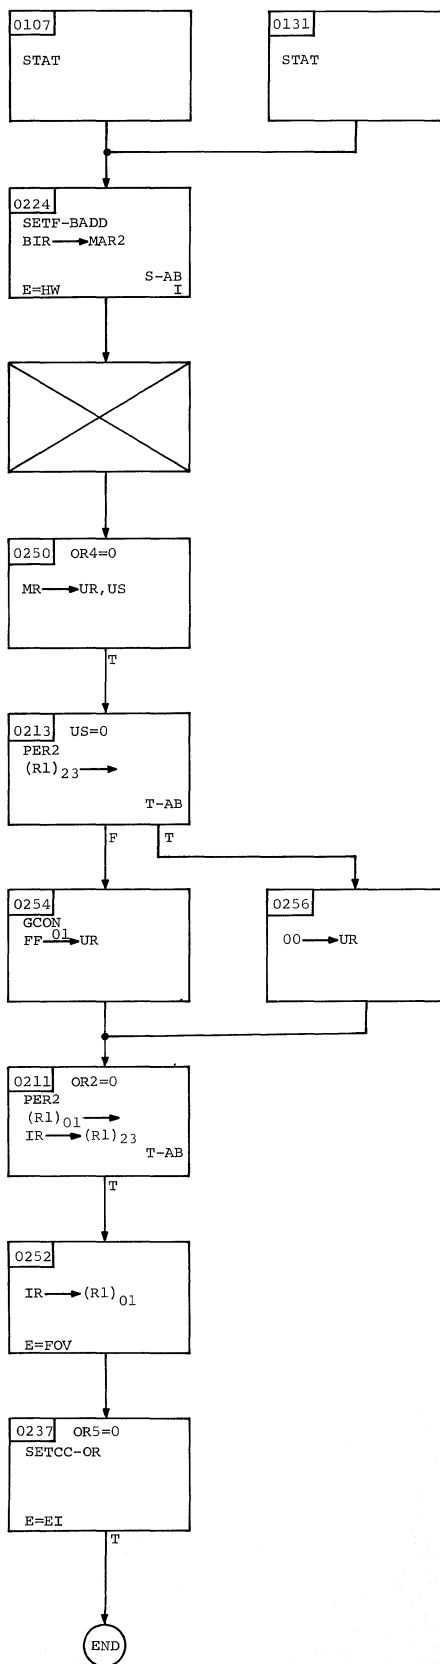 0107
STAT
0131
STAT
0224
SETF-BADD
BIR→MAR2
S-AB
E=HW I
0250 OR4=0
MR→UR,US
T
0213 US=0
PER2
(R1)23→
T-AB
F T
0254
GCON
FF01→UR
0256
00→UR
0211 OR2=0
PER2
(R1)01→
IR→(R1)23
T-AB
T
0252
IR→(R1)01
E=FOV
0237 OR5=0
SETCC-OR
E=EI
T
END